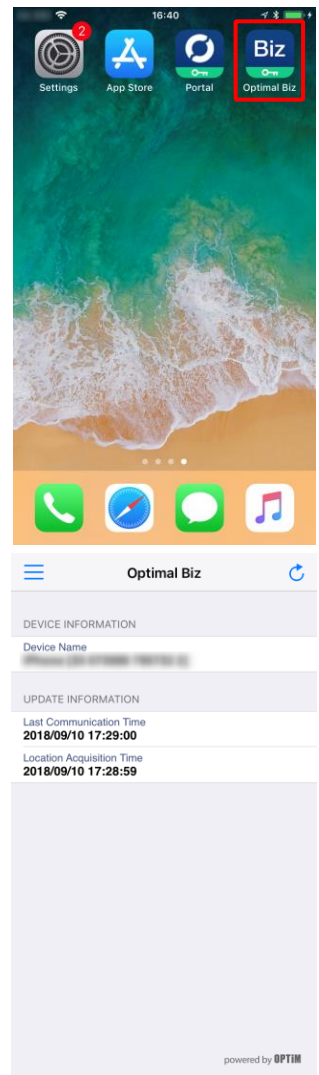 16:40
2
Biz
Settings
App Store
Portal
Optimal Biz
Optimal Biz
DEVICE INFORMATION
Device Name
UPDATE INFORMATION
Last Communication Time
2018/09/10 17:29:00
Location Acquisition Time
2018/09/10 17:28:59
powered by OPTiM